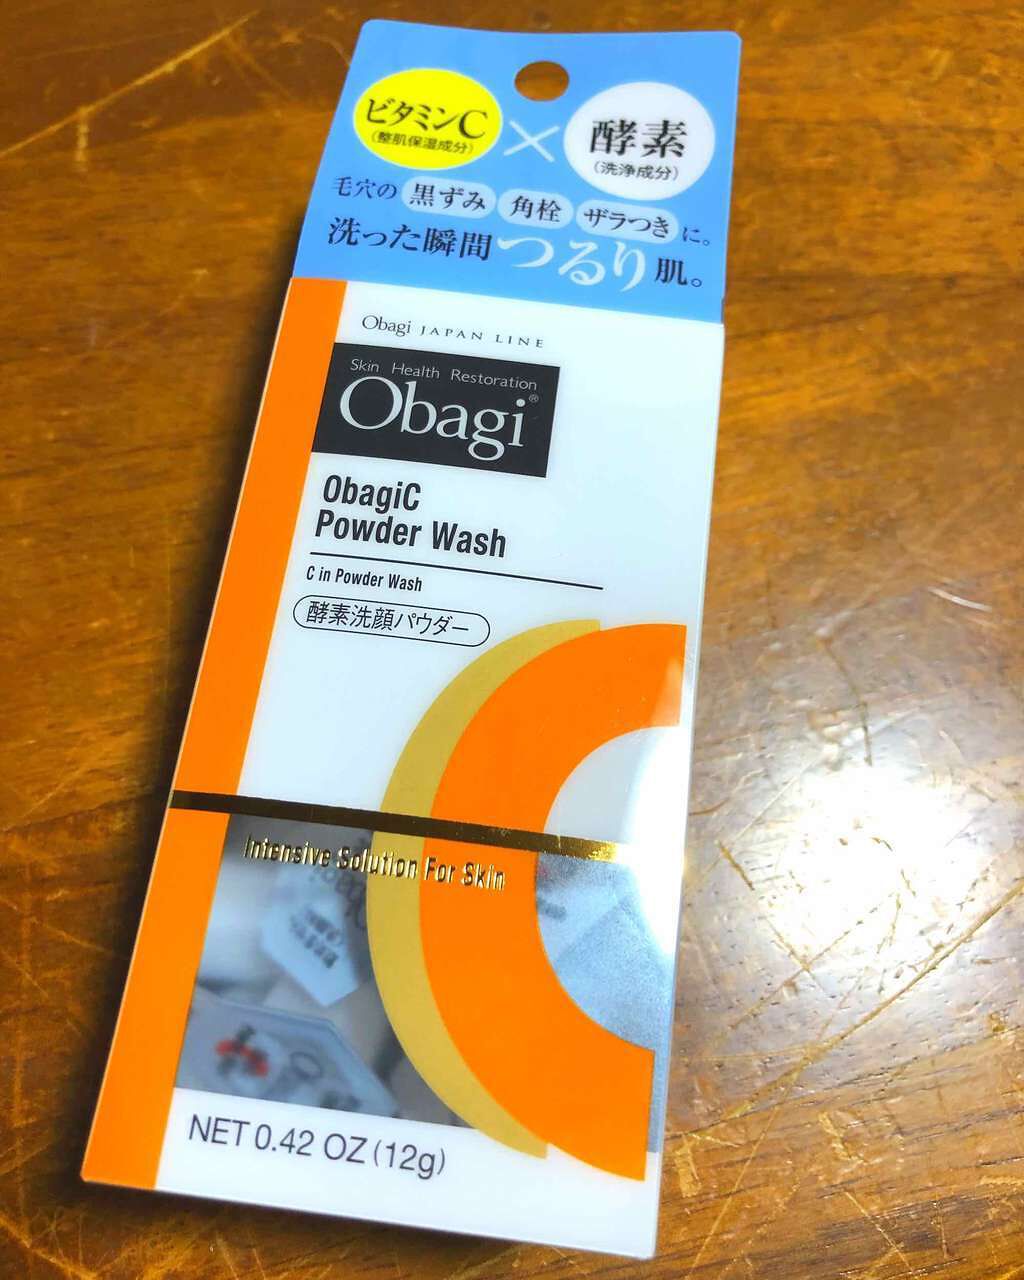 ビタミンC × 酵素
(整肌保湿成分) (洗浄成分)
毛穴の 黒ずみ 角栓 ザラつき に。
洗った瞬間つるり肌。
Obagi JAPAN LINE
Skin Health Restoration
Obagi®
ObagiC
Powder Wash
C in Powder Wash
酵素洗顔パウダー
Intensive Solution For Skin
NET 0.42 OZ (12g)